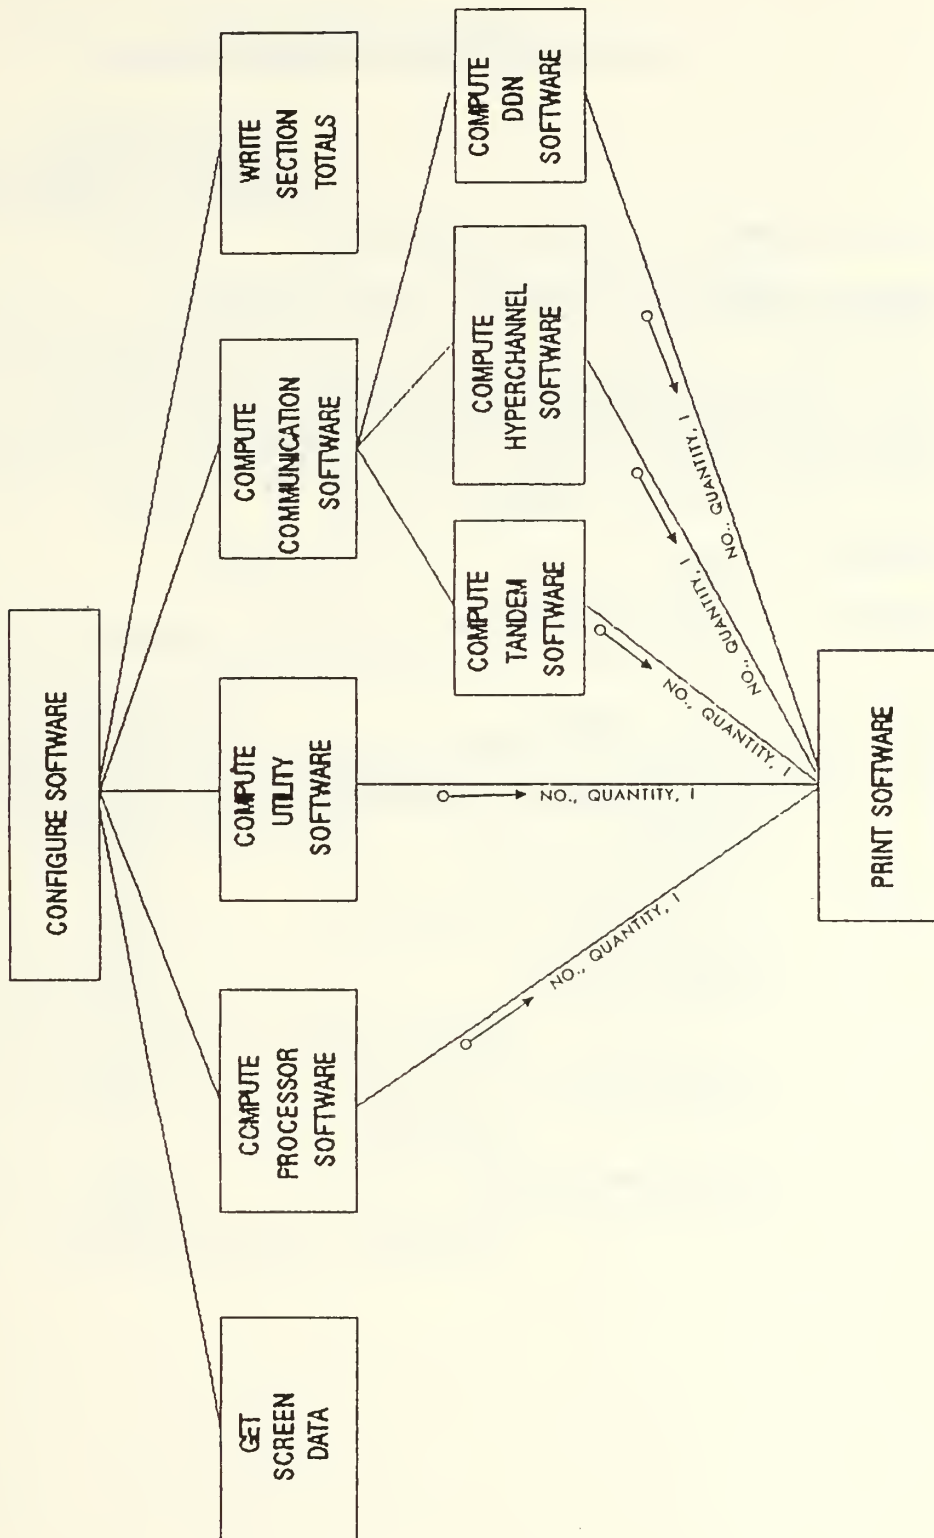 CONFIGURE SOFTWARE
GET
SCREEN
DATA
COMPUTE
PROCESSOR
SOFTWARE
COMPUTE
UTILITY
SOFTWARE
COMPUTE
COMMUNICATION
SOFTWARE
WRITE
SECTION
TOTALS
COMPUTE
TANDEM
SOFTWARE
COMPUTE
HYPERCHANNEL
SOFTWARE
COMPUTE
DDN
SOFTWARE
NO., QUANTITY, I
NO., QUANTITY, I
NO., QUANTITY, I
NO., QUANTITY, I
NO., QUANTITY, I
PRINT SOFTWARE